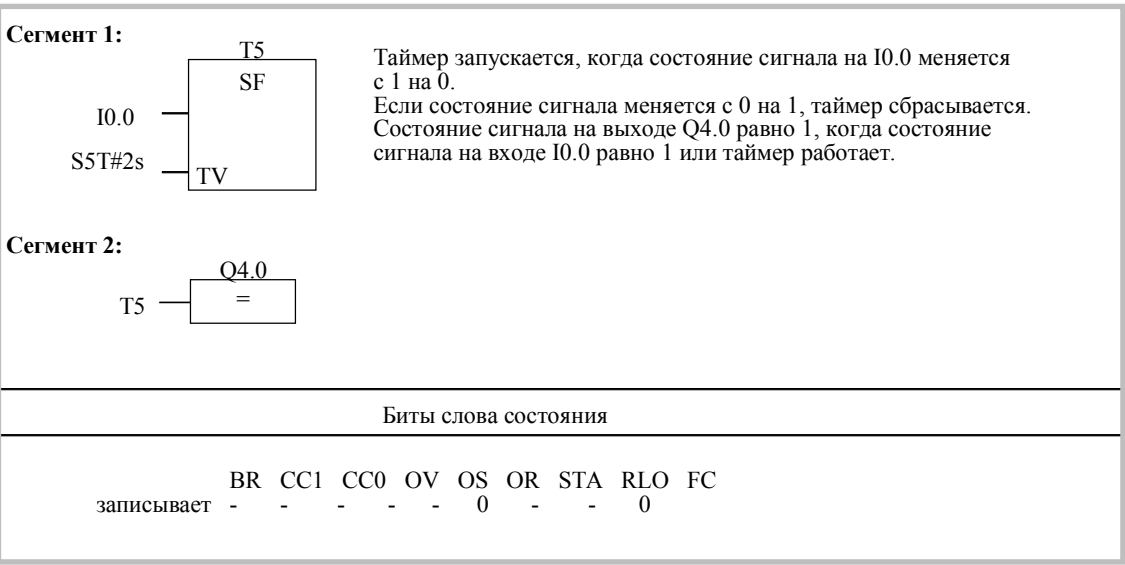 Сегмент 1:
T5
SF
I0.0
S5T#2s
TV
Таймер запускается, когда состояние сигнала на I0.0 меняется
с 1 на 0.
Если состояние сигнала меняется с 0 на 1, таймер сбрасывается.
Состояние сигнала на выходе Q4.0 равно 1, когда состояние
сигнала на входе I0.0 равно 1 или таймер работает.
Сегмент 2:
Q4.0
T5
=
Биты слова состояния
BR CC1 CC0 OV OS OR STA RLO FC
записывает - - - - - 0 - - 0